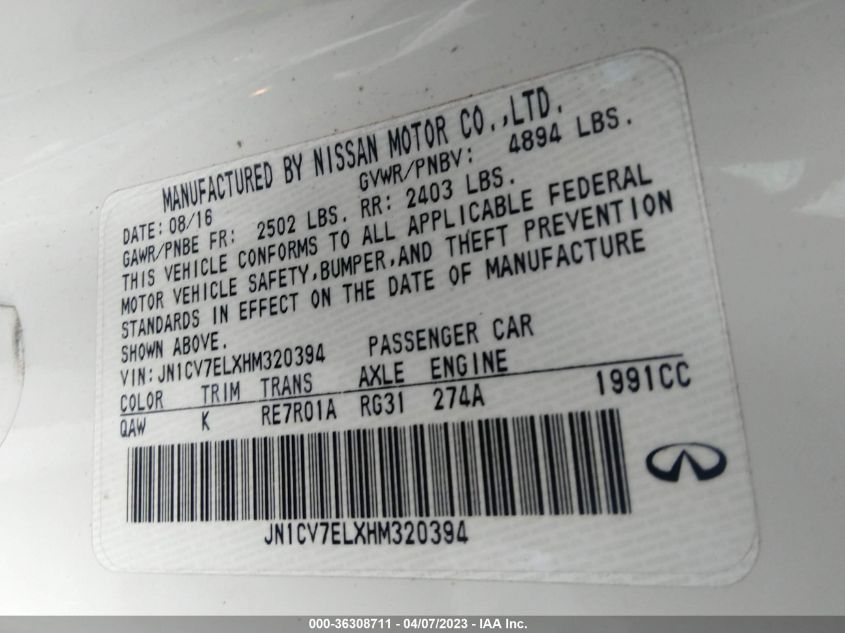 MANUFACTURED BY NISSAN MOTOR CO.,LTD.
DATE: 08/16 GVWR/PNBV: 4894 LBS.
GAWR/PNBE FR: 2502 LBS. RR: 2403 LBS.
THIS VEHICLE CONFORMS TO ALL APPLICABLE FEDERAL
MOTOR VEHICLE SAFETY,BUMPER,AND THEFT PREVENTION
STANDARDS IN EFFECT ON THE DATE OF MANUFACTURE
SHOWN ABOVE.
VIN:JN1CV7ELXHM320394 PASSENGER CAR
COLOR TRIM TRANS AXLE ENGINE
QAW K RE7R01A RG31 274A 1991CC
JN1CV7ELXHM320394
000-36308711 - 04/07/2023 - IAA Inc.